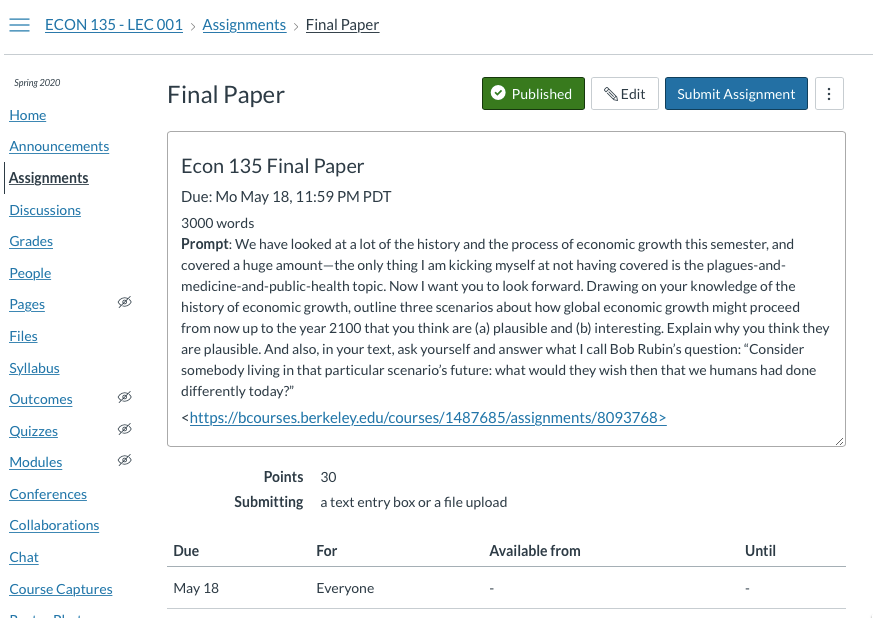 ECON 135 - LEC 001 › Assignments › Final Paper
Spring 2020
Home
Announcements
Assignments
Discussions
Grades
People
Pages
Files
Syllabus
Outcomes
Quizzes
Modules
Conferences
Collaborations
Chat
Course Captures
Final Paper
Published
Edit
Submit Assignment
Econ 135 Final Paper
Due: Mo May 18, 11:59 PM PDT
3000 words
Prompt: We have looked at a lot of the history and the process of economic growth this semester, and
covered a huge amount—the only thing I am kicking myself at not having covered is the plagues-and-
medicine-and-public-health topic. Now I want you to look forward. Drawing on your knowledge of the
history of economic growth, outline three scenarios about how global economic growth might proceed
from now up to the year 2100 that you think are (a) plausible and (b) interesting. Explain why you think they
are plausible. And also, in your text, ask yourself and answer what I call Bob Rubin’s question: “Consider
somebody living in that particular scenario’s future: what would they wish then that we humans had done
differently today?”
<https://bcourses.berkeley.edu/courses/1487685/assignments/8093768>
Points 30
Submitting a text entry box or a file upload
Due For Available from Until
May 18 Everyone - -